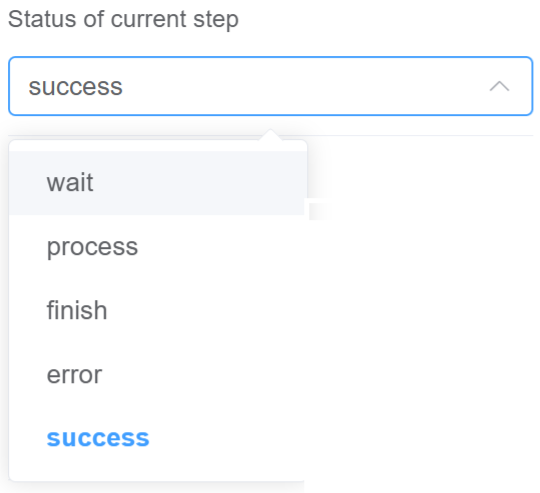 Status of current step
success
wait
process
finish
error
success